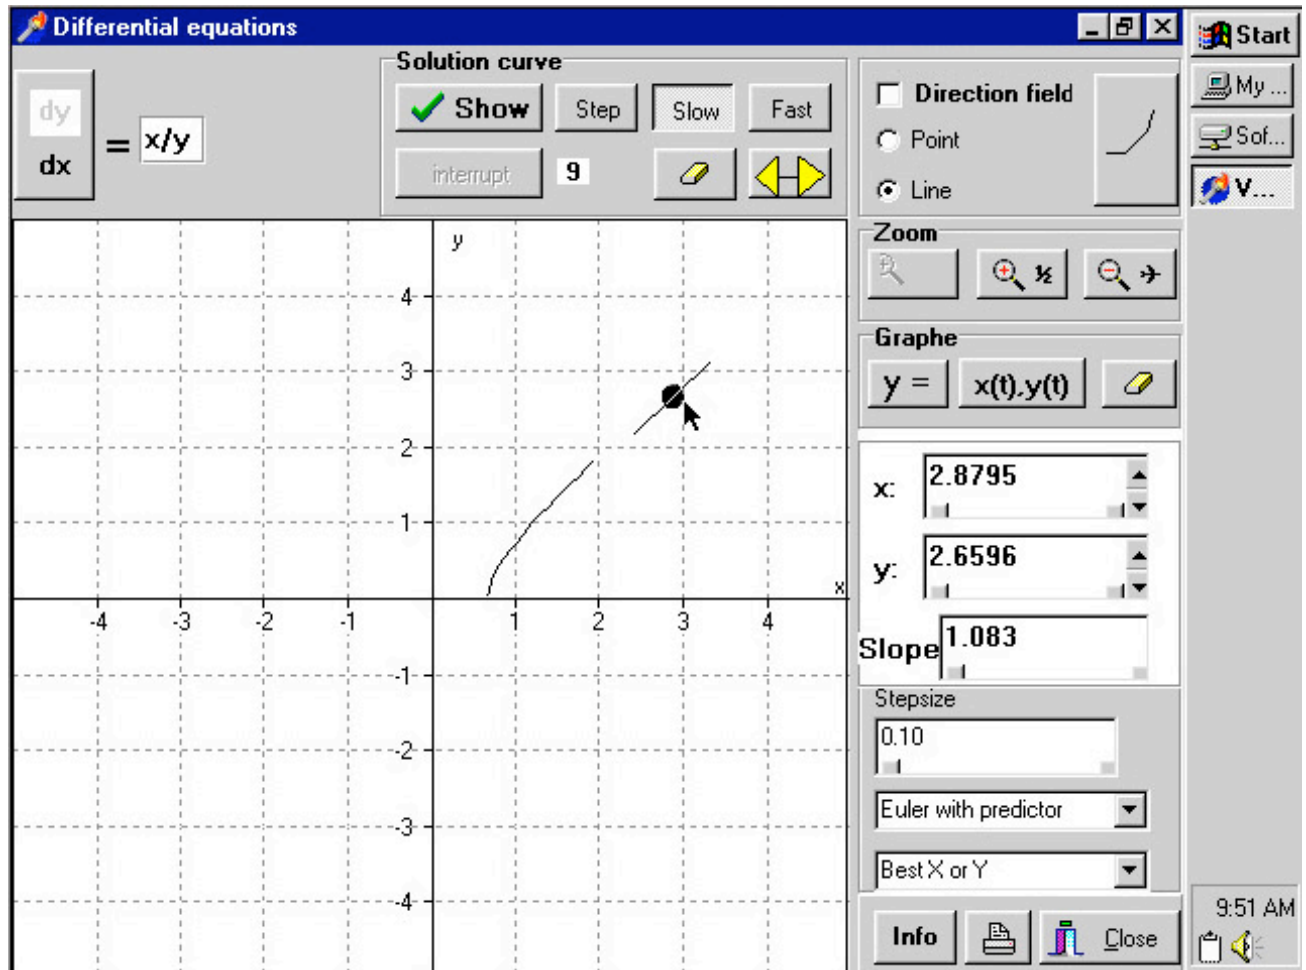 Differential equations
Start
My ...
Sof...
V...
dy
dx
=
x/y
Solution curve
Show
Step
Slow
Fast
interrupt
9
Direction field
Point
Line
Zoom
½
Graphe
y =
x(t),y(t)
x:
2.8795
y:
2.6596
Slope
1.083
Stepsize
0.10
Euler with predictor
Best X or Y
Info
Close
9:51 AM
y
4
3
2
1
x
-4 -3 -2 -1 1 2 3 4
-1
-2
-3
-4